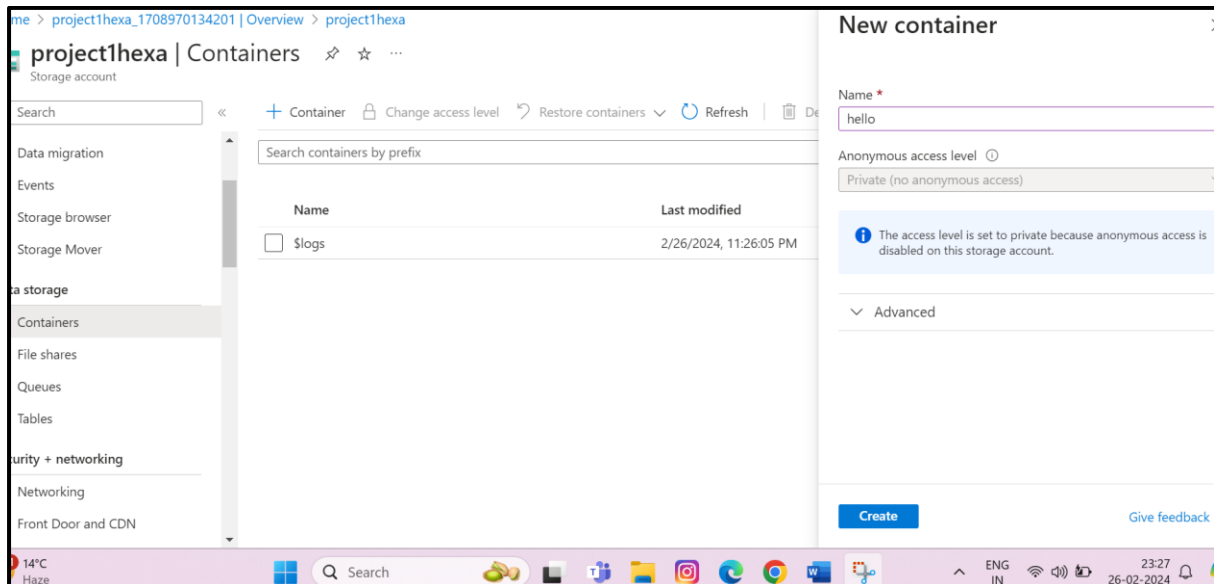 me > project1hexa_1708970134201 | Overview > project1hexa
project1hexa | Containers
Storage account
Search
Data migration
Events
Storage browser
Storage Mover
ta storage
Containers
File shares
Queues
Tables
urity + networking
Networking
Front Door and CDN
+ Container Change access level Restore containers Refresh De
Search containers by prefix
Name Last modified
$logs 2/26/2024, 11:26:05 PM
New container
Name *
hello
Anonymous access level
Private (no anonymous access)
The access level is set to private because anonymous access is
disabled on this storage account.
Advanced
Create Give feedback
14°C
Haze
Search
ENG
IN
23:27
26-02-2024